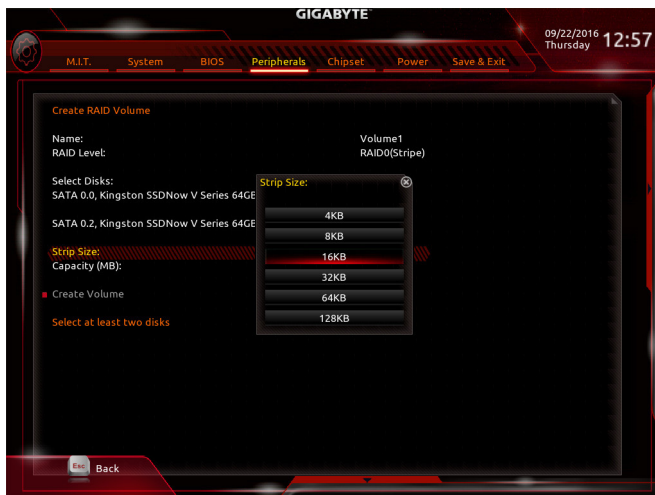 GIGABYTE™
09/22/2016 Thursday 12:57
M.I.T. System BIOS Peripherals Chipset Power Save & Exit
Create RAID Volume
Name: Volume1
RAID Level: RAID0(Stripe)
Select Disks:
SATA 0.0, Kingston SSDNow V Series 64GB
SATA 0.2, Kingston SSDNow V Series 64GB
Strip Size:
Capacity (MB):
Create Volume
Select at least two disks
Strip Size:
4KB
8KB
16KB
32KB
64KB
128KB
Esc Back